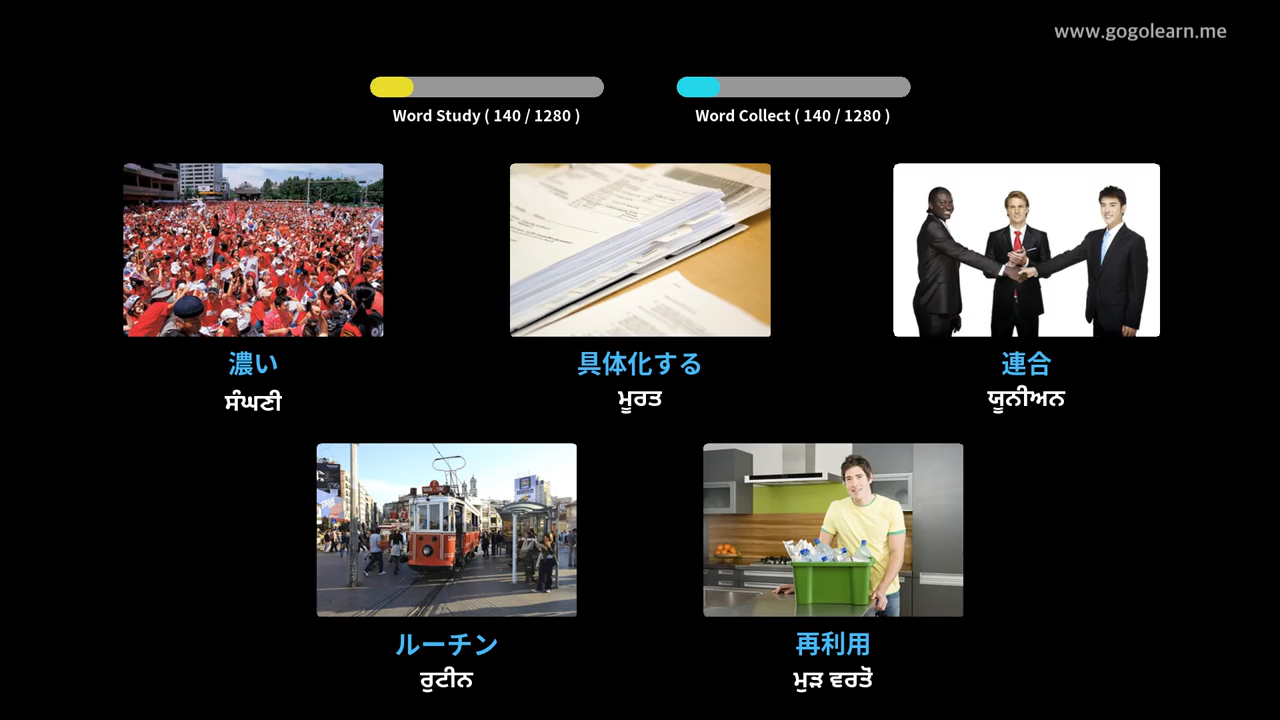 www.gogolearn.me
Word Study ( 140 / 1280 )
Word Collect ( 140 / 1280 )
濃い
ਸੰਘਣੀ
具体化する
ਮੂਰਤ
連合
ਯੂਨੀਅਨ
ルーチン
ਰੁਟੀਨ
再利用
ਮੁੜ ਵਰਤੋਂ